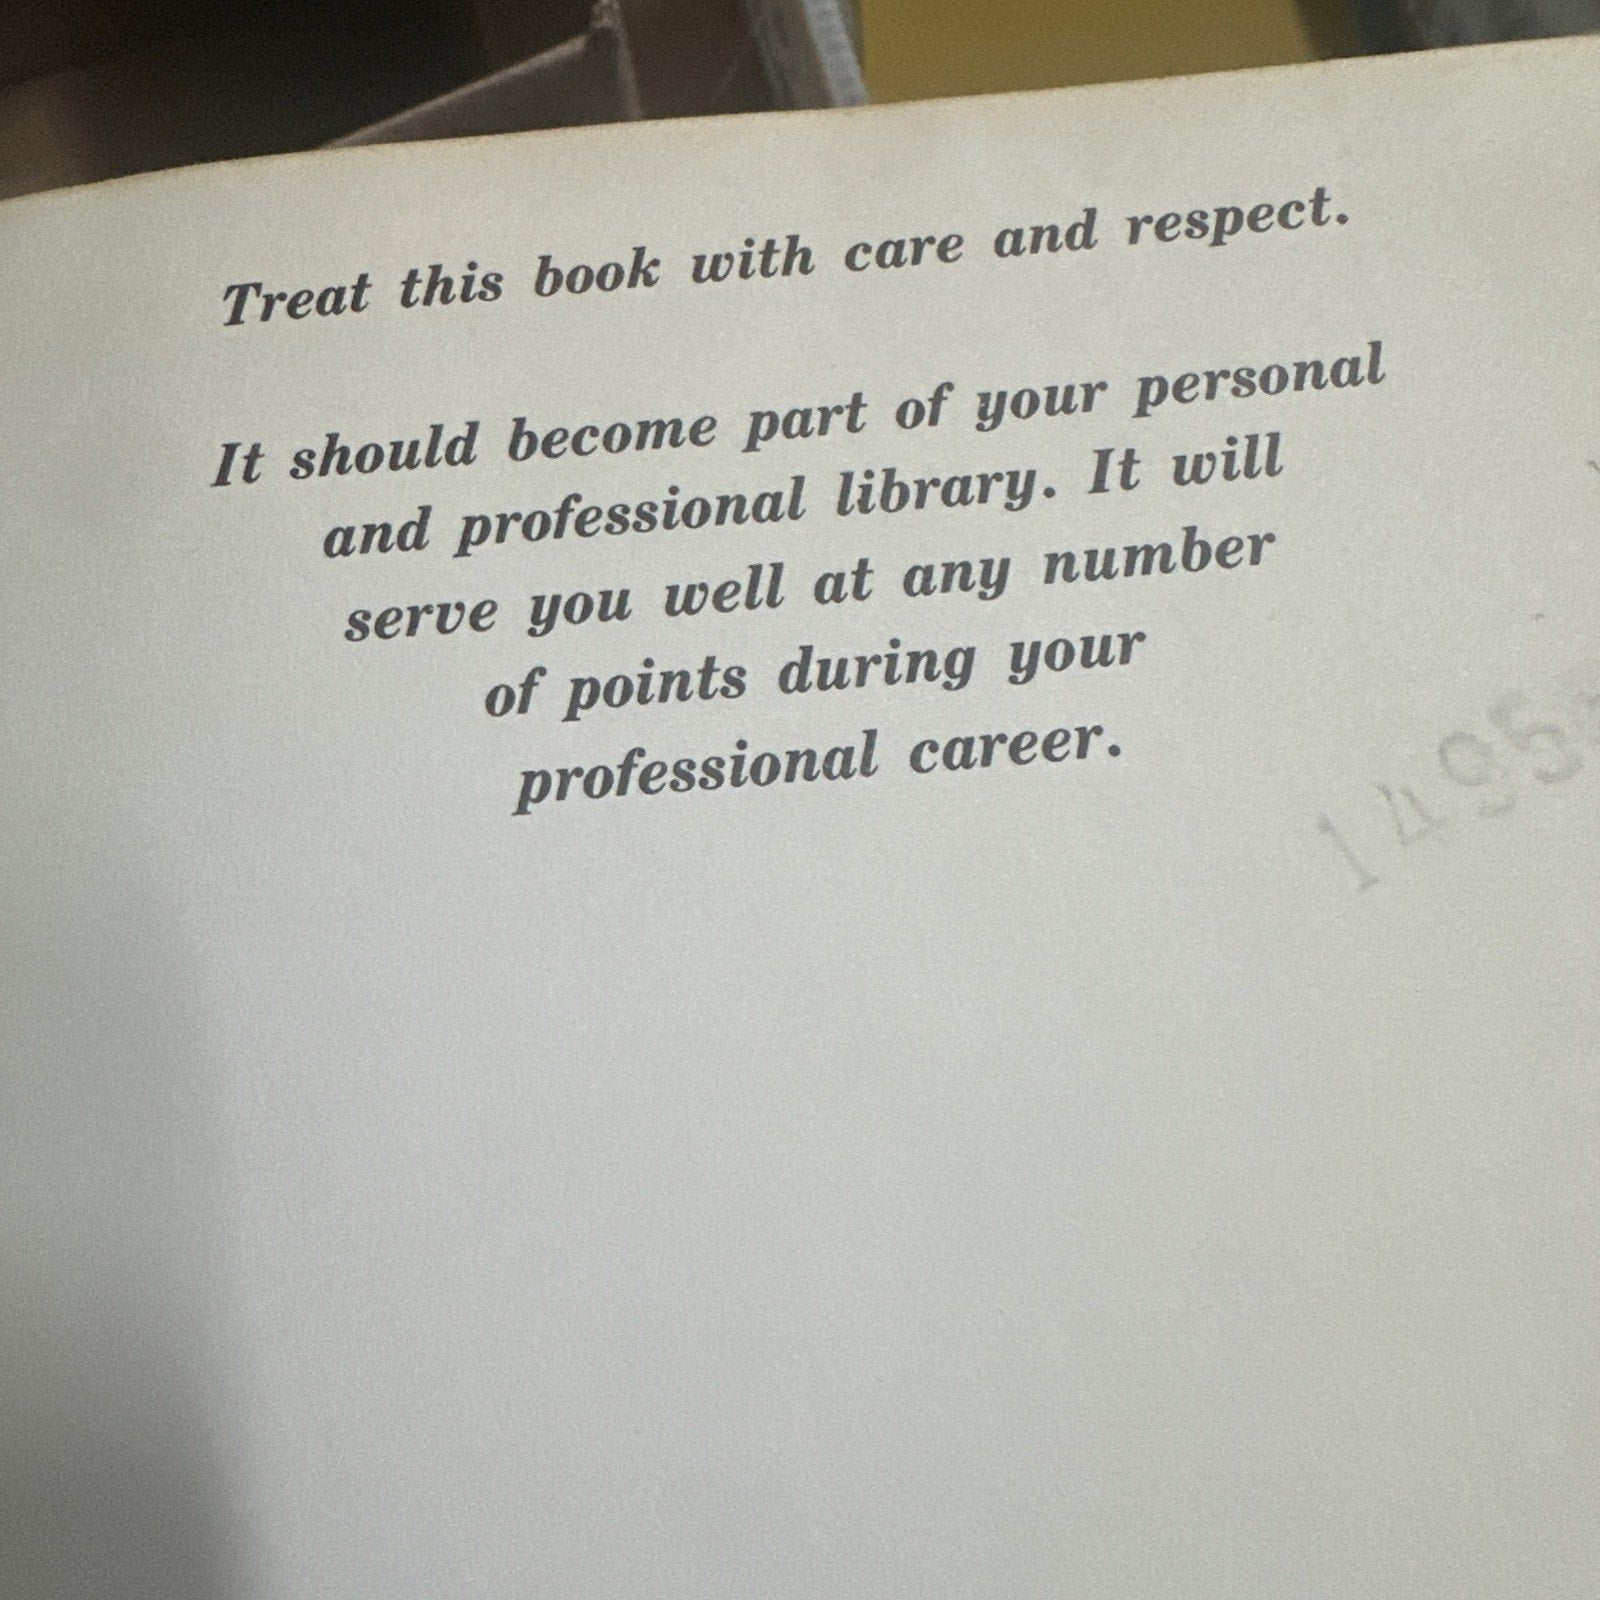 Treat this book with care and respect.
It should become part of your personal
and professional library. It will
serve you well at any number
of points during your
professional career.
1495